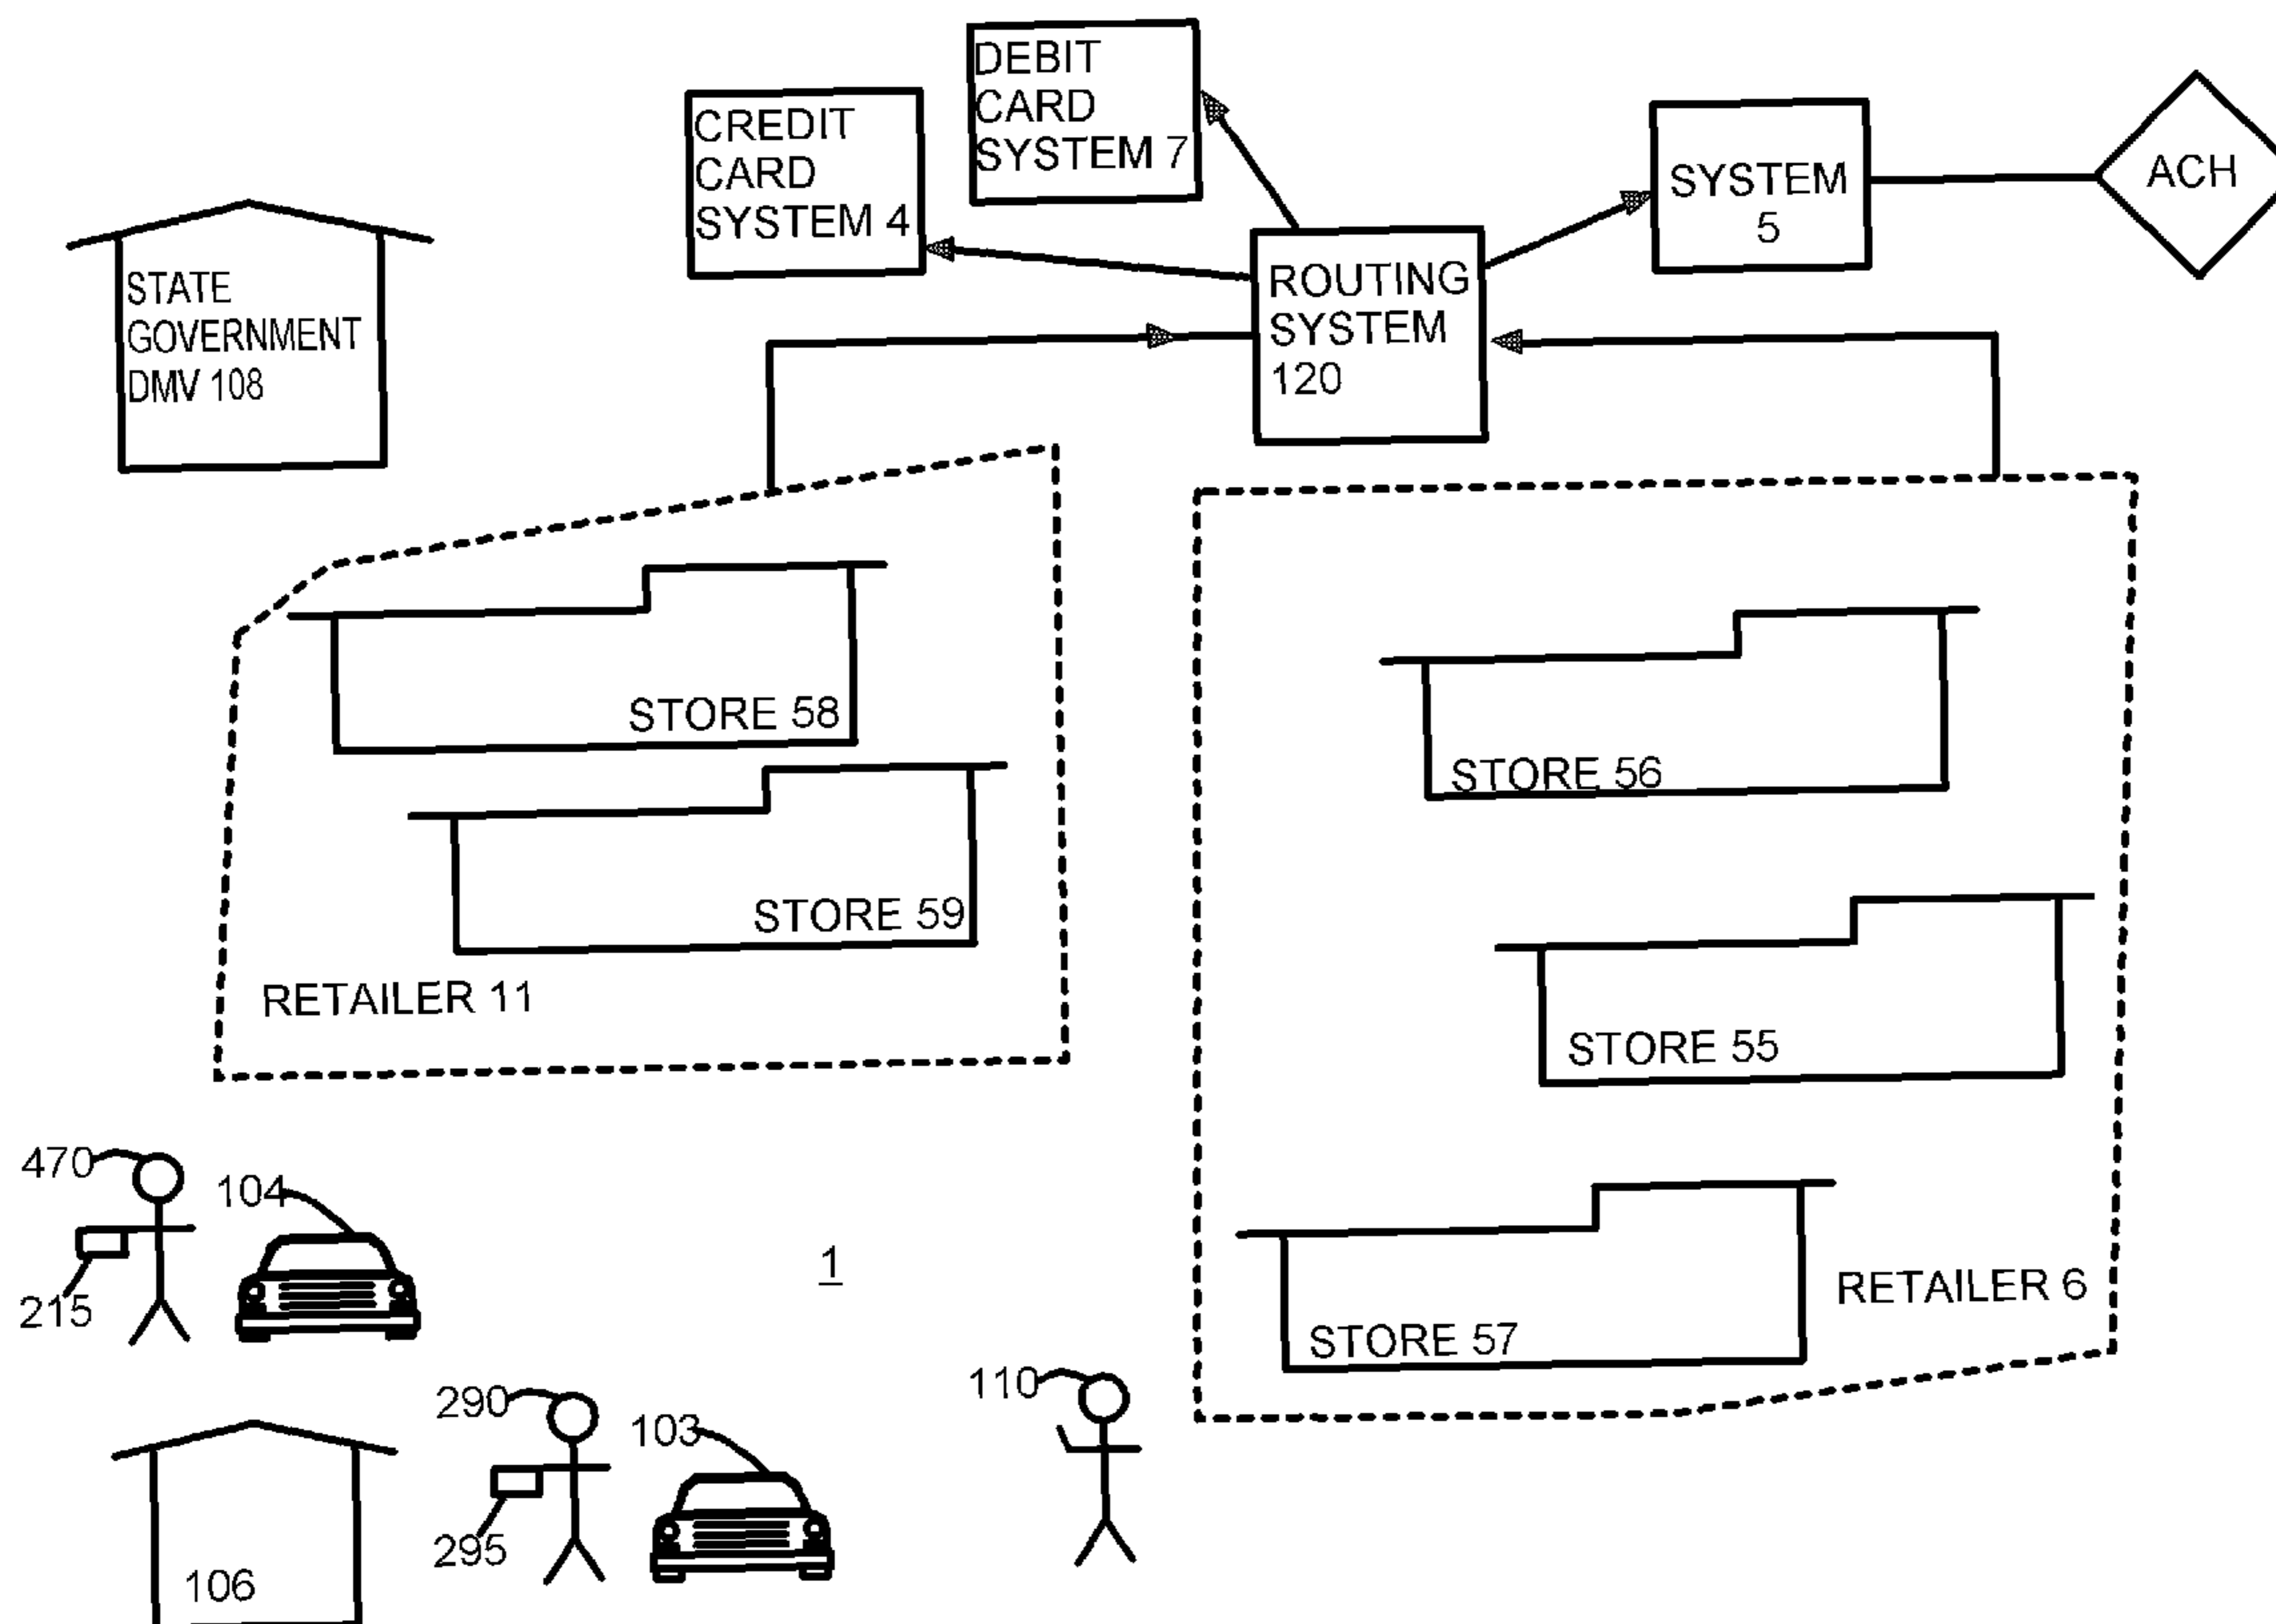 DEBIT
CARD
SYSTEM 7
CREDIT
CARD
SYSTEM 4
SYSTEM
5
ACH
STATE
GOVERNMENT
DMV 108
ROUTING
SYSTEM
120
STORE 58
STORE 56
STORE 59
RETAILER 11
STORE 55
470
104
215
1
RETAILER 6
STORE 57
290
103
110
295
106